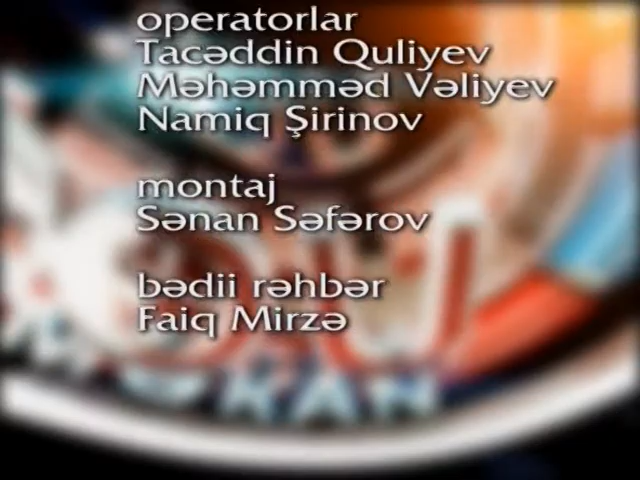 operatorlar
Tacəddin Quliyev
Məhəmməd Vəliyev
Namiq Şirinov
montaj
Sənan Səfərov
bədii rəhbər
Faiq Mirzə